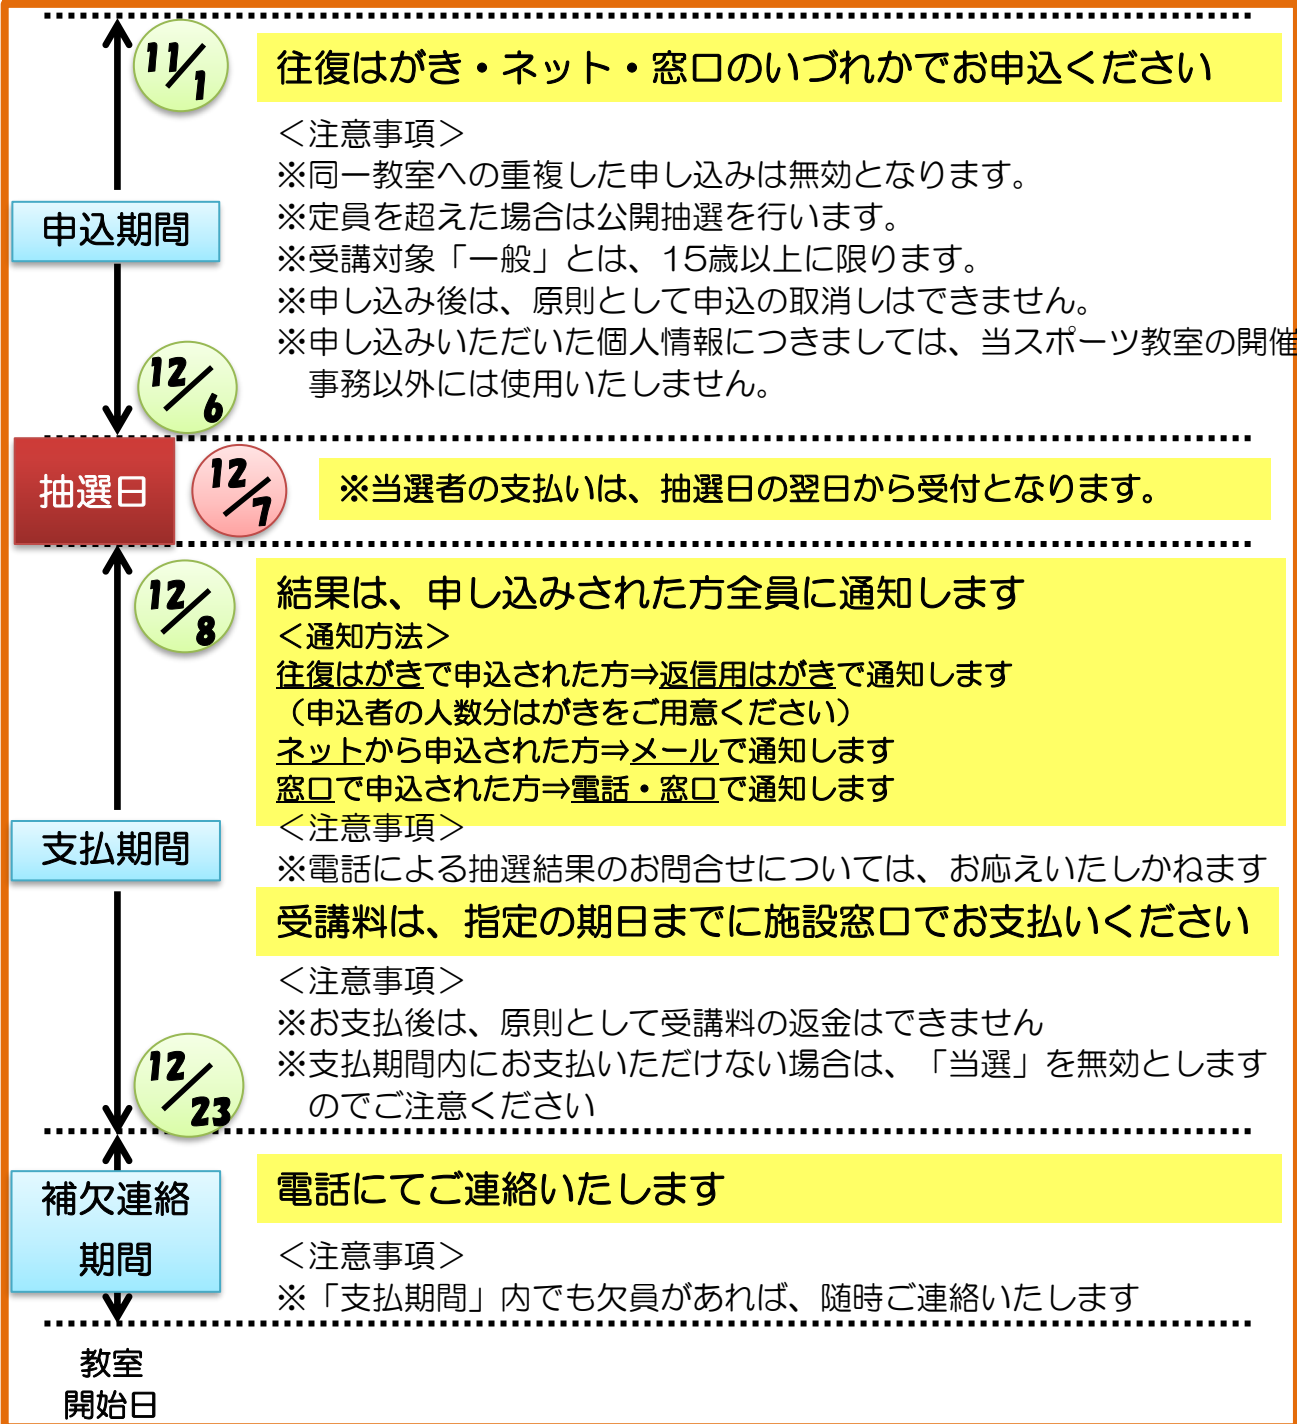 11/1
往復はがき・ネット・窓口のいづれかでお申込ください
＜注意事項＞
※同一教室への重複した申し込みは無効となります。
※定員を超えた場合は公開抽選を行います。
申込期間
※受講対象「一般」とは、15歳以上に限ります。
※申し込み後は、原則として申込の取消しはできません。
※申し込みいただいた個人情報につきましては、当スポーツ教室の開催
事務以外には使用いたしません。
12/6
抽選日
12/7
※当選者の支払いは、抽選日の翌日から受付となります。
12/8
結果は、申し込みされた方全員に通知します
＜通知方法＞
往復はがきで申込された方⇒返信用はがきで通知します
（申込者の人数分はがきをご用意ください）
ネットから申込された方⇒メールで通知します
窓口で申込された方⇒電話・窓口で通知します
＜注意事項＞
支払期間
※電話による抽選結果のお問合せについては、お応えいたしかねます
受講料は、指定の期日までに施設窓口でお支払いください
＜注意事項＞
※お支払後は、原則として受講料の返金はできません
※支払期間内にお支払いただけない場合は、「当選」を無効とします
のでご注意ください
12/23
補欠連絡
期間
電話にてご連絡いたします
＜注意事項＞
※「支払期間」内でも欠員があれば、随時ご連絡いたします
教室
開始日